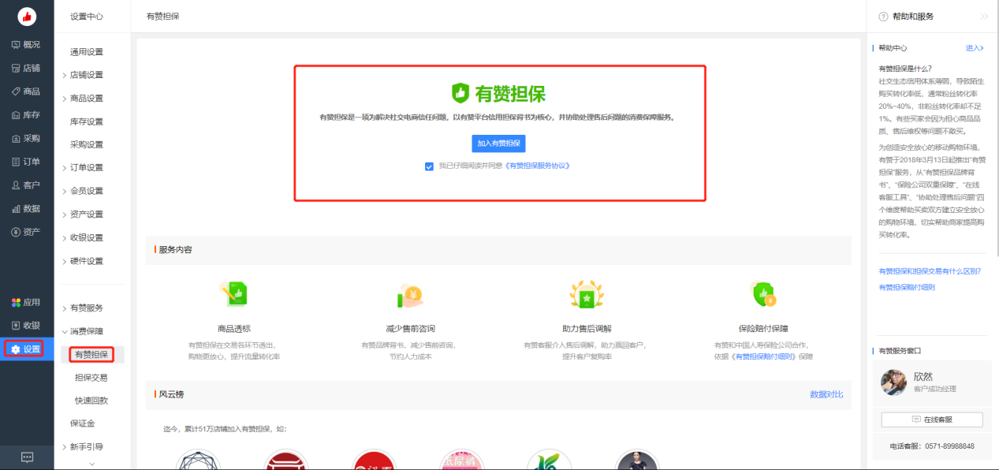 概况
店铺
商品
库存
采购
订单
客户
数据
资产
应用
收银
设置
设置中心
通用设置
店铺设置
商品设置
库存设置
采购设置
订单设置
会员设置
资产设置
收银设置
硬件设置
有赞服务
消费保障
有赞担保
担保交易
快速回款
保证金
新手引导
有赞担保
有赞担保
有赞担保是一项为解决社交电商信任问题，以有赞平台信用担保背书为核心，并协助处理售后问题的消费保障服务。
加入有赞担保
我已仔细阅读并同意《有赞担保服务协议》
服务内容
商品透标
有赞担保在交易各环节透出，
购物更放心，提升流量转化率
减少售前咨询
有赞品牌背书，减少售前咨询，
节约人力成本
助力售后调解
有赞客服介入售后调解，助力赢回客户，
提升客户复购率
保险赔付保障
有赞和中国人寿保险公司合作，
依据《有赞担保赔付细则》保障
风云榜
数据对比
迄今，累计51万店铺加入有赞担保，如：
帮助和服务
帮助中心
进入>
有赞担保是什么？
社交生态信用体系薄弱，导致陌生
购买转化率低，通常粉丝转化率
20%~40%，非粉丝转化率却不足
1%。有些买家会因为担心商品品
质、售后维权等问题不敢买。
为创造安全放心的移动购物环境，
有赞于2018年3月13日起推出“有赞
担保”服务，从“有赞担保品牌背
书”、“保险公司双重保障”、“在线
客服工具”、“协助处理售后问题”四
个维度帮助买卖双方建立安全放心
的购物环境，切实帮助商家提高购
买转化率。
有赞担保和担保交易有什么区别？
有赞担保赔付细则
有赞服务窗口
欣然
客户成功经理
在线客服
电话客服：0571-89988848